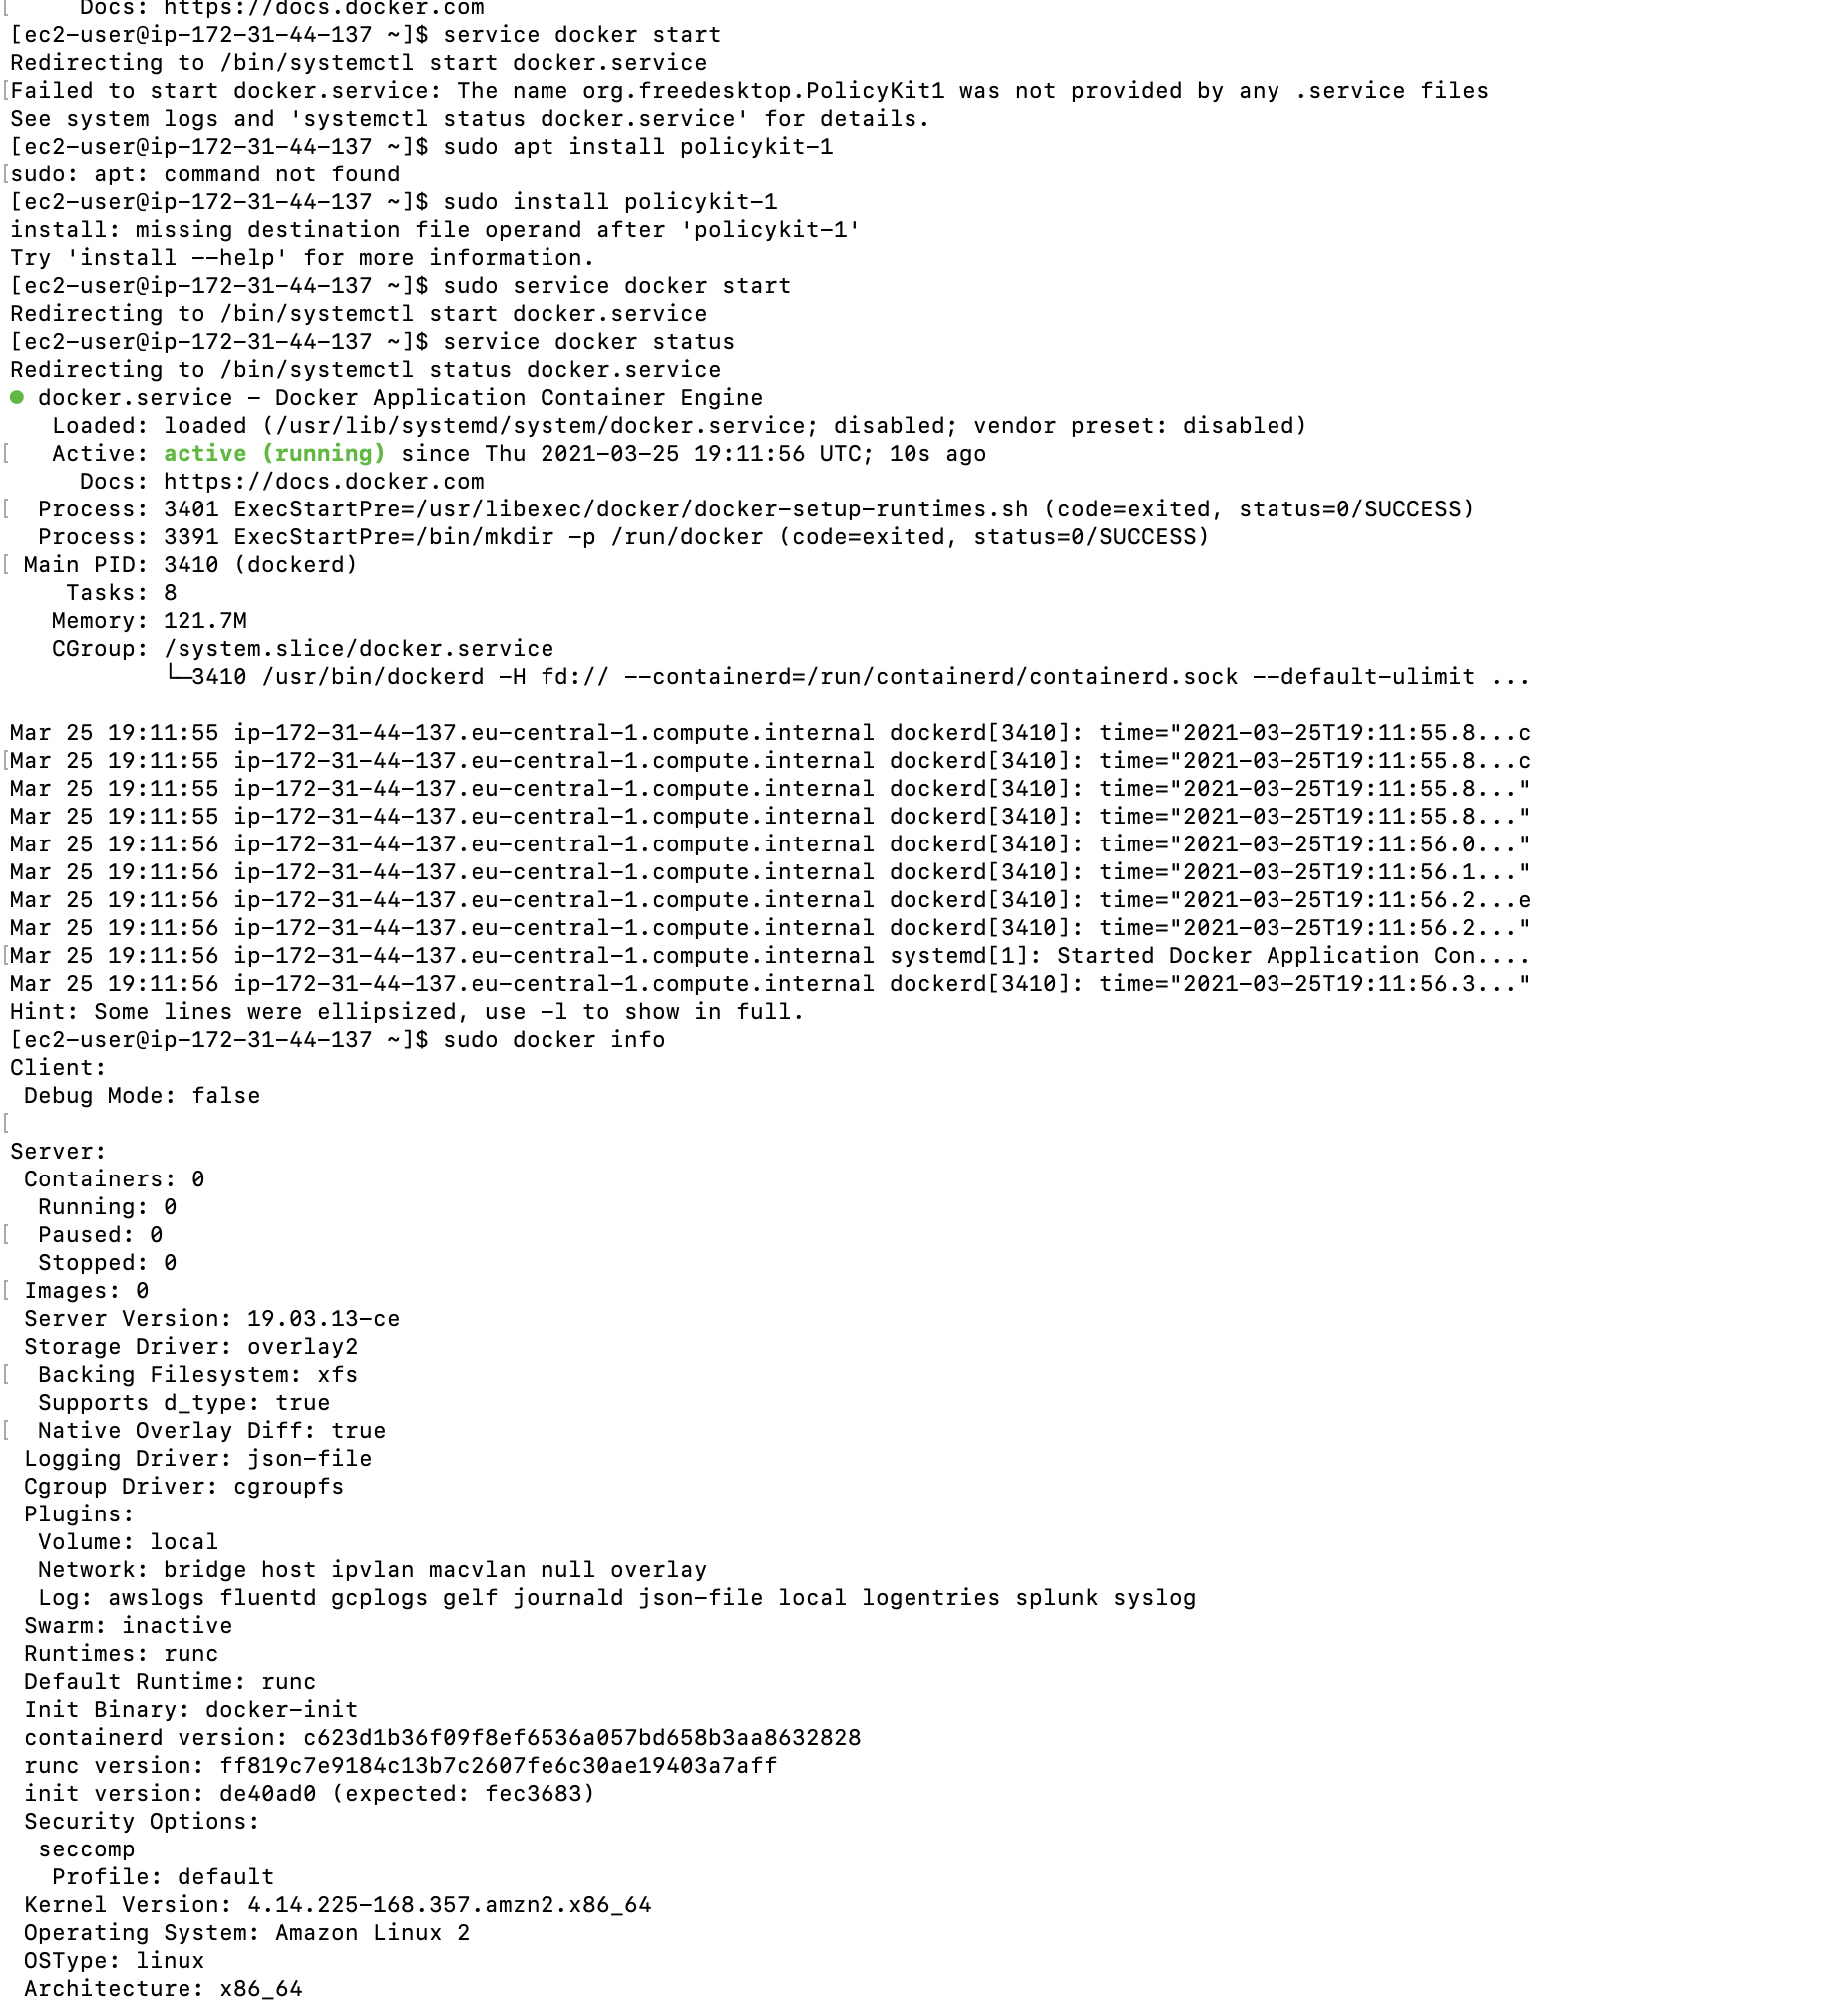 Docs: https://docs.docker.com
[ec2-user@ip-172-31-44-137 ~]$ service docker start
Redirecting to /bin/systemctl start docker.service
[Failed to start docker.service: The name org.freedesktop.PolicyKit1 was not provided by any .service files
See system logs and 'systemctl status docker.service' for details.
[ec2-user@ip-172-31-44-137 ~]$ sudo apt install policykit-1
[sudo: apt: command not found
[ec2-user@ip-172-31-44-137 ~]$ sudo install policykit-1
install: missing destination file operand after 'policykit-1'
Try 'install --help' for more information.
[ec2-user@ip-172-31-44-137 ~]$ sudo service docker start
Redirecting to /bin/systemctl start docker.service
[ec2-user@ip-172-31-44-137 ~]$ service docker status
Redirecting to /bin/systemctl status docker.service
● docker.service - Docker Application Container Engine
Loaded: loaded (/usr/lib/systemd/system/docker.service; disabled; vendor preset: disabled)
[ Active: active (running) since Thu 2021-03-25 19:11:56 UTC; 10s ago
Docs: https://docs.docker.com
[ Process: 3401 ExecStartPre=/usr/libexec/docker/docker-setup-runtimes.sh (code=exited, status=0/SUCCESS)
Process: 3391 ExecStartPre=/bin/mkdir -p /run/docker (code=exited, status=0/SUCCESS)
[ Main PID: 3410 (dockerd)
Tasks: 8
Memory: 121.7M
CGroup: /system.slice/docker.service
└─3410 /usr/bin/dockerd -H fd:// --containerd=/run/containerd/containerd.sock --default-ulimit ...
Mar 25 19:11:55 ip-172-31-44-137.eu-central-1.compute.internal dockerd[3410]: time="2021-03-25T19:11:55.8...c
[Mar 25 19:11:55 ip-172-31-44-137.eu-central-1.compute.internal dockerd[3410]: time="2021-03-25T19:11:55.8...c
Mar 25 19:11:55 ip-172-31-44-137.eu-central-1.compute.internal dockerd[3410]: time="2021-03-25T19:11:55.8..."
Mar 25 19:11:55 ip-172-31-44-137.eu-central-1.compute.internal dockerd[3410]: time="2021-03-25T19:11:55.8..."
Mar 25 19:11:56 ip-172-31-44-137.eu-central-1.compute.internal dockerd[3410]: time="2021-03-25T19:11:56.0..."
Mar 25 19:11:56 ip-172-31-44-137.eu-central-1.compute.internal dockerd[3410]: time="2021-03-25T19:11:56.1..."
Mar 25 19:11:56 ip-172-31-44-137.eu-central-1.compute.internal dockerd[3410]: time="2021-03-25T19:11:56.2...e
Mar 25 19:11:56 ip-172-31-44-137.eu-central-1.compute.internal dockerd[3410]: time="2021-03-25T19:11:56.2..."
[Mar 25 19:11:56 ip-172-31-44-137.eu-central-1.compute.internal systemd[1]: Started Docker Application Con....
Mar 25 19:11:56 ip-172-31-44-137.eu-central-1.compute.internal dockerd[3410]: time="2021-03-25T19:11:56.3..."
Hint: Some lines were ellipsized, use -l to show in full.
[ec2-user@ip-172-31-44-137 ~]$ sudo docker info
Client:
Debug Mode: false
[
Server:
Containers: 0
Running: 0
[ Paused: 0
Stopped: 0
[ Images: 0
Server Version: 19.03.13-ce
Storage Driver: overlay2
[ Backing Filesystem: xfs
Supports d_type: true
[ Native Overlay Diff: true
Logging Driver: json-file
Cgroup Driver: cgroupfs
Plugins:
Volume: local
Network: bridge host ipvlan macvlan null overlay
Log: awslogs fluentd gcplogs gelf journald json-file local logentries splunk syslog
Swarm: inactive
Runtimes: runc
Default Runtime: runc
Init Binary: docker-init
containerd version: c623d1b36f09f8ef6536a057bd658b3aa8632828
runc version: ff819c7e9184c13b7c2607fe6c30ae19403a7aff
init version: de40ad0 (expected: fec3683)
Security Options:
seccomp
Profile: default
Kernel Version: 4.14.225-168.357.amzn2.x86_64
Operating System: Amazon Linux 2
OSType: linux
Architecture: x86_64